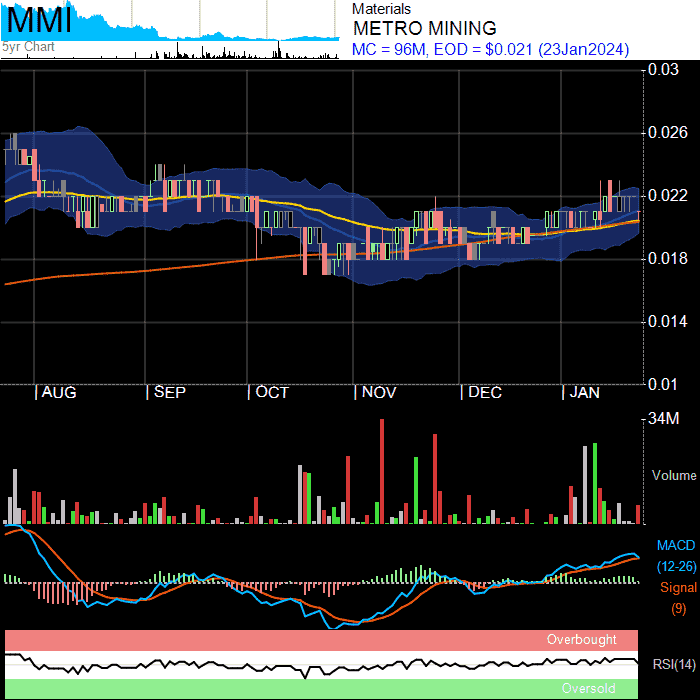 MMI
5yr Chart
Materials
METRO MINING
MC = 96M, EOD = $0.021 (23Jan2024)
0.03
0.026
0.022
0.018
0.014
0.01
AUG SEP OCT NOV DEC JAN
34M
Volume
MACD
(12-26)
Signal
(9)
Overbought
RSI(14)
Oversold